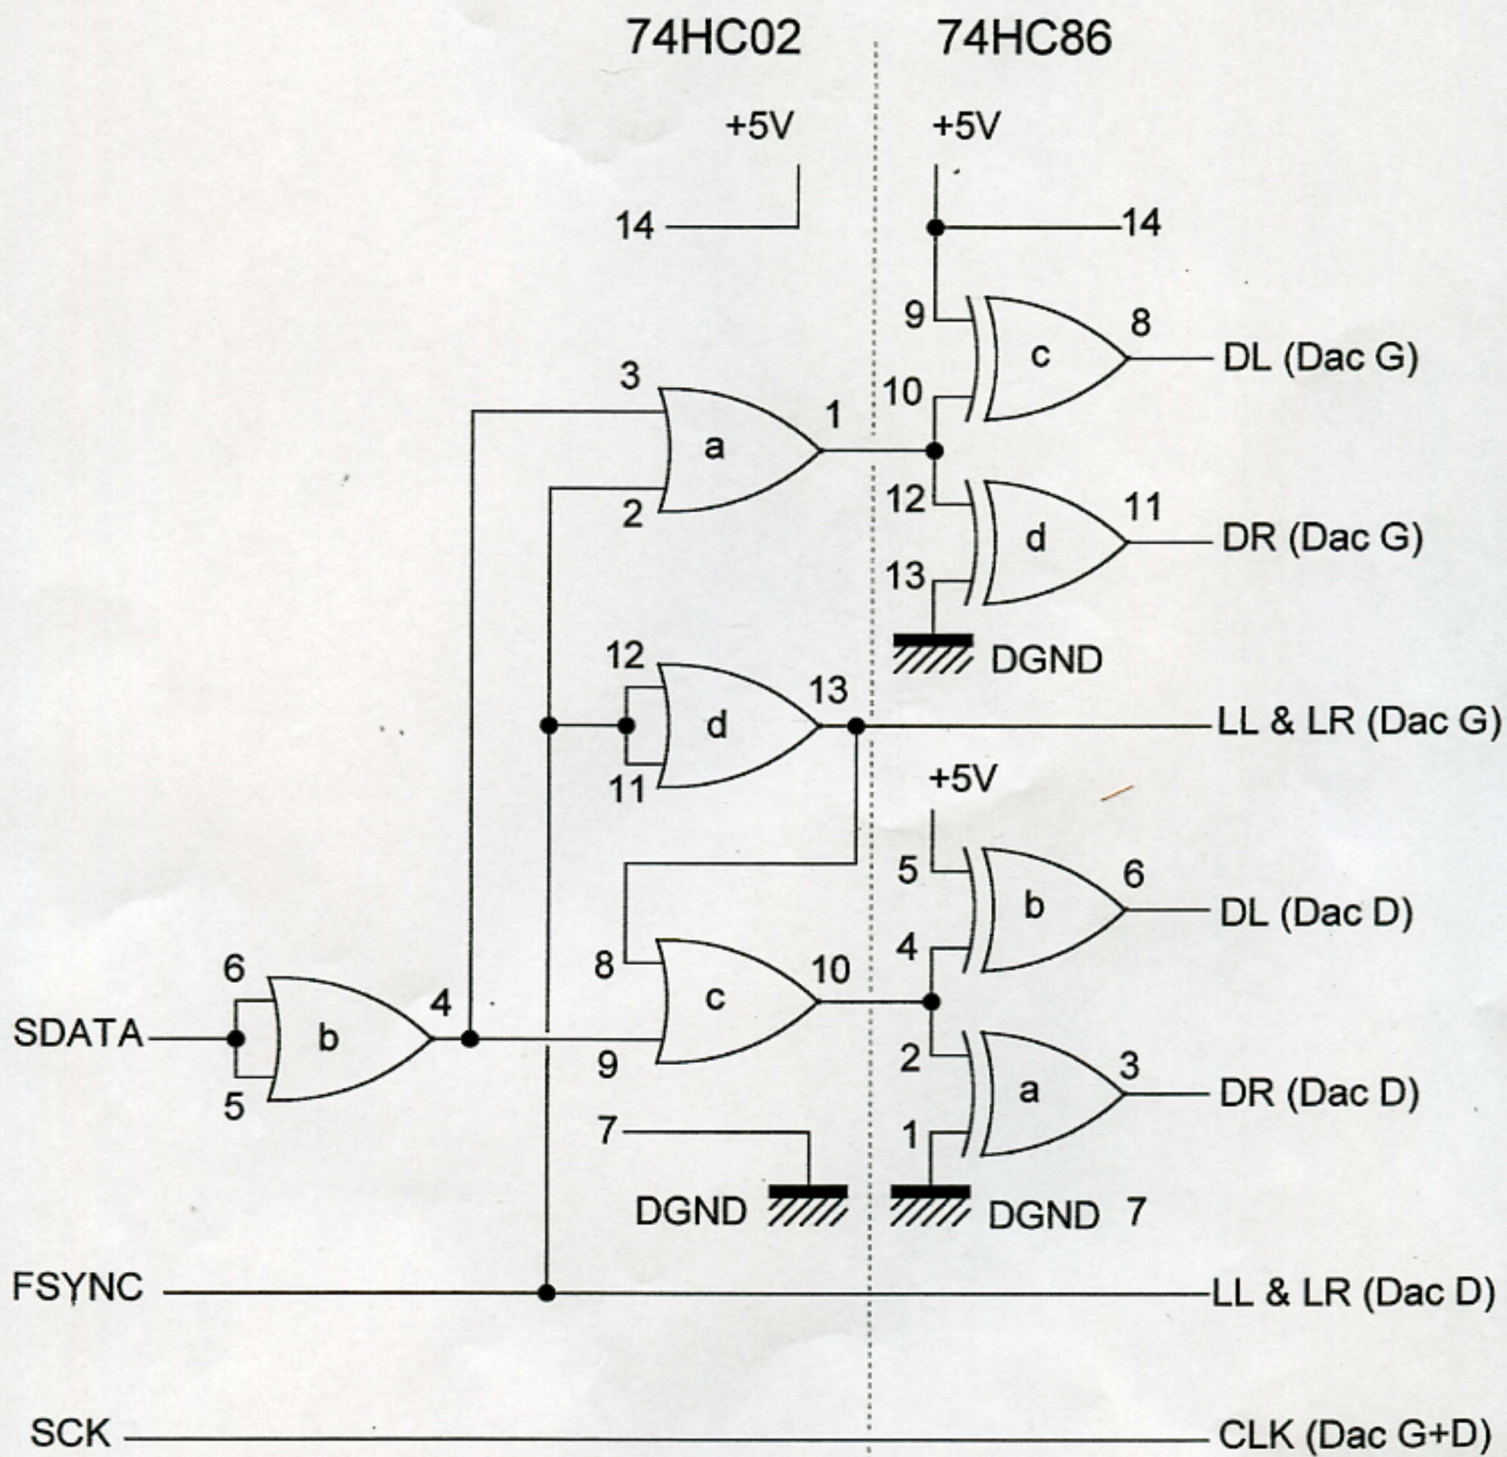 74HC02 74HC86
+5V +5V
14 14
9 8
c DL (Dac G)
3 10
a 1
2 12 11
d DR (Dac G)
13
12 DGND
d 13 LL & LR (Dac G)
11 +5V
5 6
b DL (Dac D)
6 4 8 10 4
SDATA b c
5 9 2 3
a DR (Dac D)
7 1
DGND DGND 7
FSYNC LL & LR (Dac D)
SCK CLK (Dac G+D)